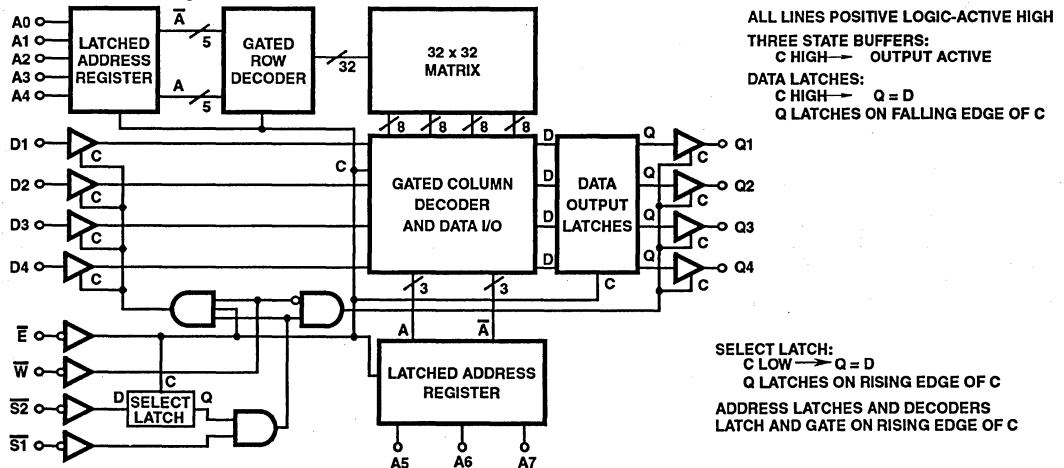 A0
A1
A2
A3
A4
LATCHED
ADDRESS
REGISTER
A̅
5
A
5
GATED
ROW
DECODER
32
32 x 32
MATRIX
8
8
8
8
ALL LINES POSITIVE LOGIC-ACTIVE HIGH
THREE STATE BUFFERS:
C HIGH → OUTPUT ACTIVE
DATA LATCHES:
C HIGH → Q = D
Q LATCHES ON FALLING EDGE OF C
D1
C
D2
C
D3
C
D4
C
C
GATED COLUMN
DECODER
AND DATA I/O
D
D
D
D
DATA
OUTPUT
LATCHES
Q
Q
Q
Q
C
Q1
C
Q2
C
Q3
C
Q4
3
3
C
A
A̅
E̅
W̅
S̅2̅
S̅1̅
C
D
SELECT
LATCH
Q
LATCHED ADDRESS
REGISTER
A5
A6
A7
SELECT LATCH:
C LOW → Q = D
Q LATCHES ON RISING EDGE OF C
ADDRESS LATCHES AND DECODERS
LATCH AND GATE ON RISING EDGE OF C